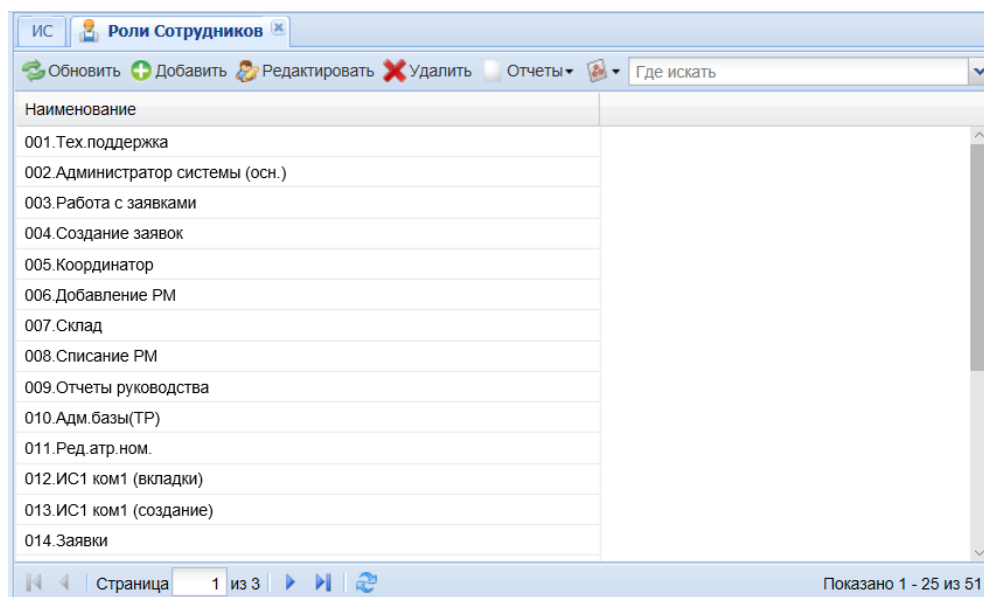 ИС Роли Сотрудников
Обновить Добавить Редактировать Удалить Отчеты Где искать
Наименование
001.Тех.поддержка
002.Администратор системы (осн.)
003.Работа с заявками
004.Создание заявок
005.Координатор
006.Добавление РМ
007.Склад
008.Списание РМ
009.Отчеты руководства
010.Адм.базы(ТР)
011.Ред.атр.ном.
012.ИС1 ком1 (вкладки)
013.ИС1 ком1 (создание)
014.Заявки
Страница 1 из 3 Показано 1 - 25 из 51